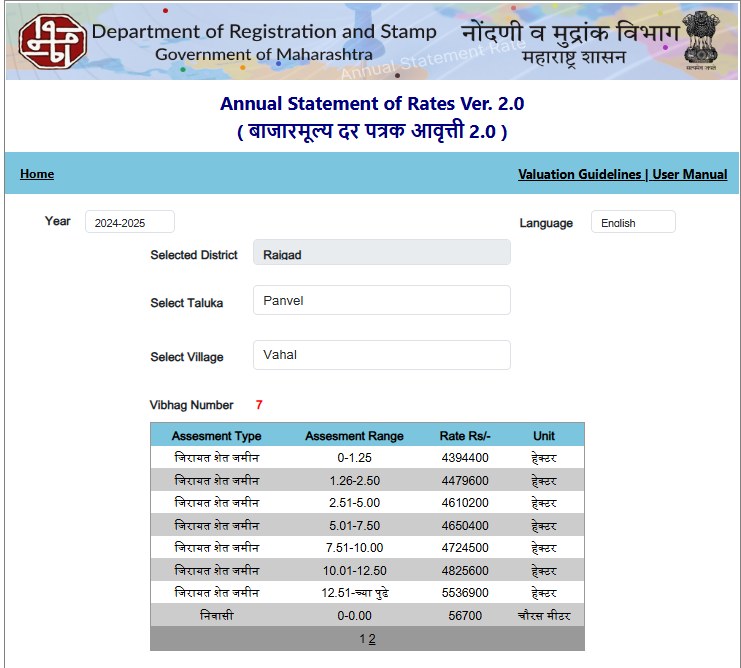 Department of Registration and Stamp
Government of Maharashtra
नोंदणी व मुद्रांक विभाग
महाराष्ट्र शासन
Annual Statement Rate
Annual Statement of Rates Ver. 2.0
( बाजारमूल्य दर पत्रक आवृत्ती 2.0 )
Home Valuation Guidelines | User Manual
Year 2024-2025 Language English
Selected District Raigad
Select Taluka Panvel
Select Village Vahal
Vibhag Number 7
Assesment Type Assesment Range Rate Rs/- Unit
जिरायत शेत जमीन 0-1.25 4394400 हेक्टर
जिरायत शेत जमीन 1.26-2.50 4479600 हेक्टर
जिरायत शेत जमीन 2.51-5.00 4610200 हेक्टर
जिरायत शेत जमीन 5.01-7.50 4650400 हेक्टर
जिरायत शेत जमीन 7.51-10.00 4724500 हेक्टर
जिरायत शेत जमीन 10.01-12.50 4825600 हेक्टर
जिरायत शेत जमीन 12.51-च्या पुढे 5536900 हेक्टर
निवासी 0-0.00 56700 चौरस मीटर
1 2